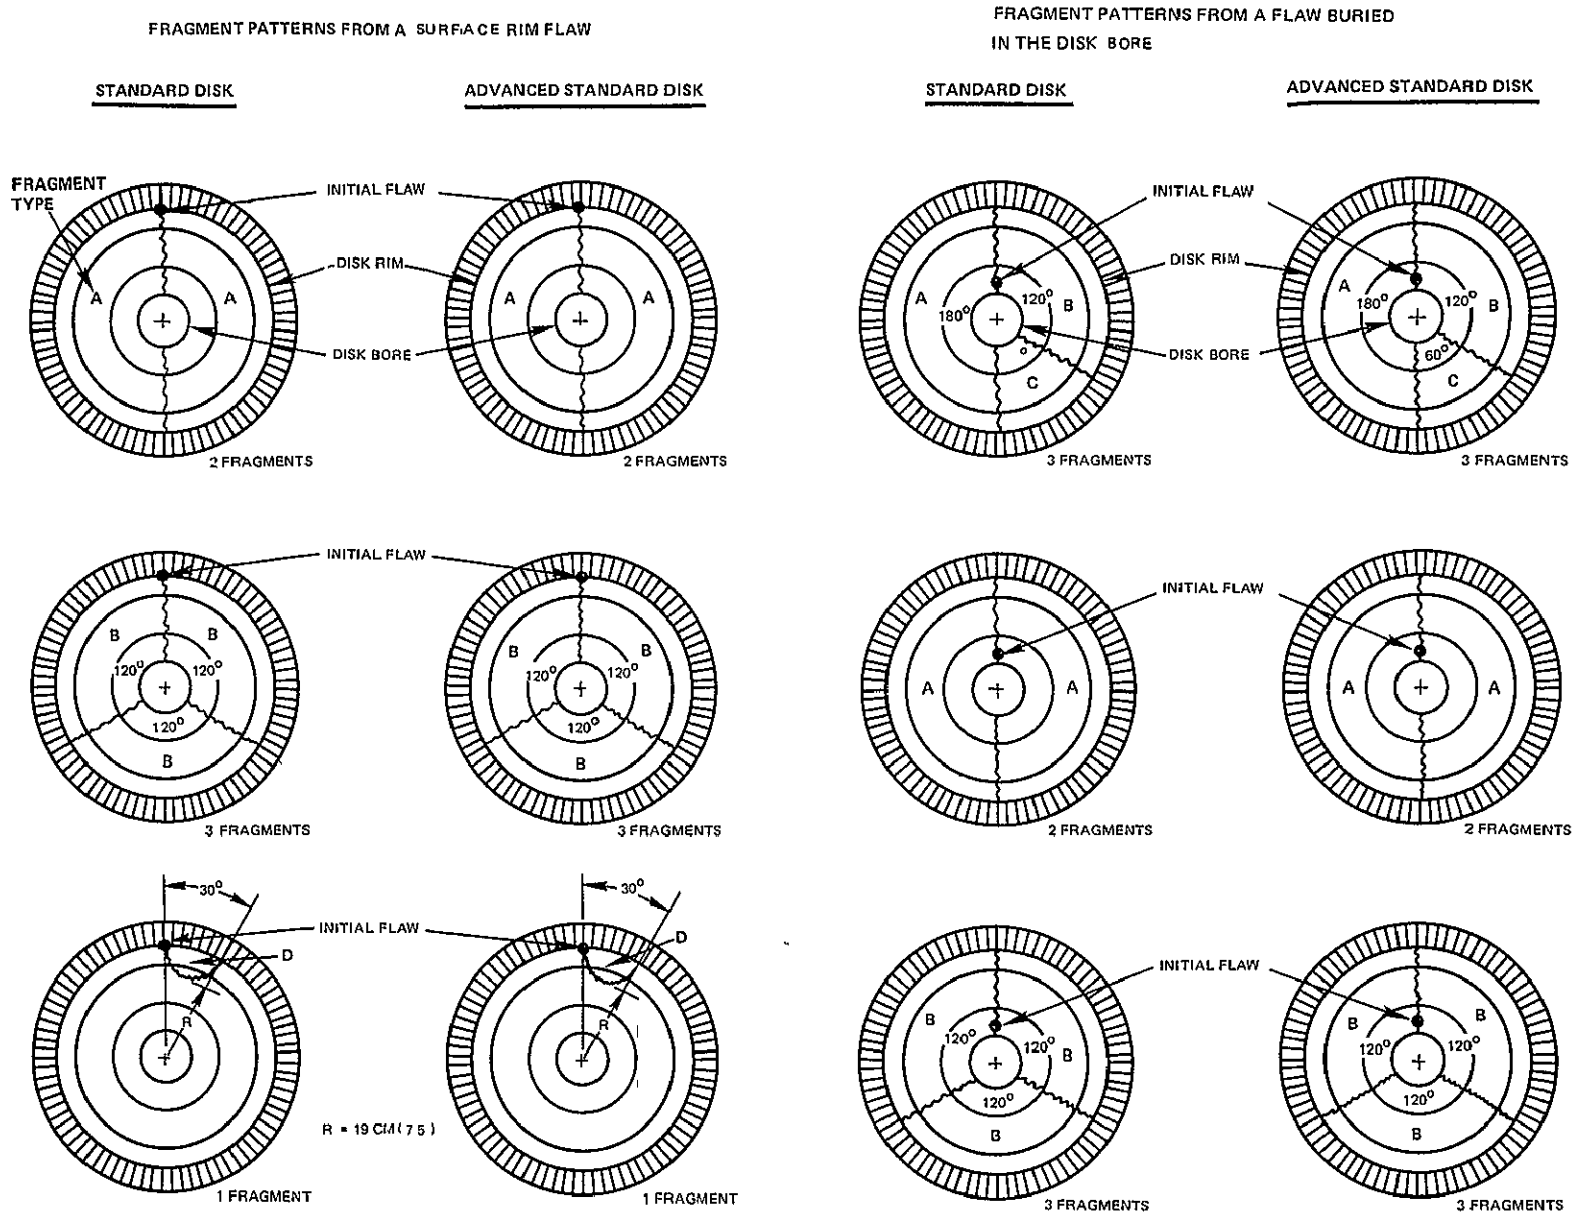 FRAGMENT PATTERNS FROM A SURFACE RIM FLAW
STANDARD DISK
ADVANCED STANDARD DISK
FRAGMENT
TYPE
INITIAL FLAW
DISK RIM
DISK BORE
A
A
A
A
2 FRAGMENTS
2 FRAGMENTS
INITIAL FLAW
B
B
120°
120°
120°
B
B
B
120°
120°
120°
B
3 FRAGMENTS
3 FRAGMENTS
30°
30°
INITIAL FLAW
D
D
R
R
R = 19 CM (7 5)
1 FRAGMENT
1 FRAGMENT
FRAGMENT PATTERNS FROM A FLAW BURIED
IN THE DISK BORE
STANDARD DISK
ADVANCED STANDARD DISK
INITIAL FLAW
DISK RIM
DISK BORE
A
180°
120°
B
°
C
A
180°
120°
B
60°
C
3 FRAGMENTS
3 FRAGMENTS
INITIAL FLAW
A
A
A
A
2 FRAGMENTS
2 FRAGMENTS
INITIAL FLAW
B
120°
120°
B
120°
B
B
B
120°
120°
120°
B
3 FRAGMENTS
3 FRAGMENTS